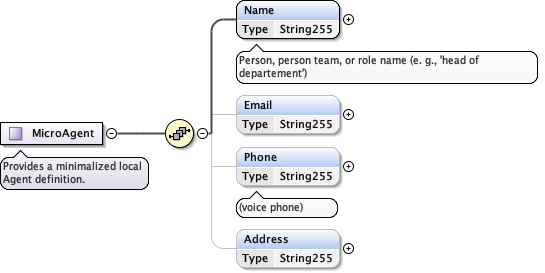 Name
Type String255
Person, person team, or role name (e. g., 'head of
departement')
Email
Type String255
MicroAgent
Provides a minimalized local
Agent definition.
Phone
Type String255
(voice phone)
Address
Type String255